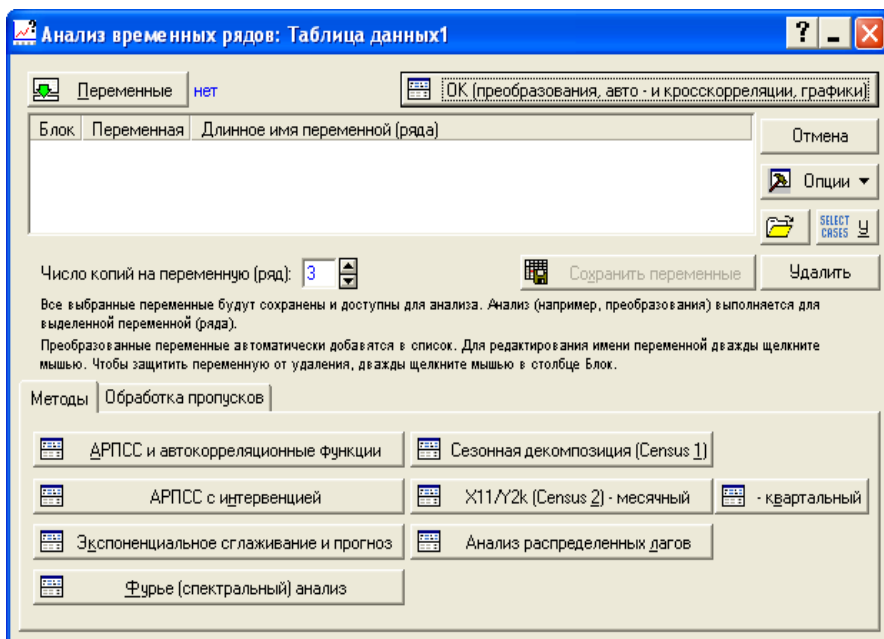 Анализ временных рядов: Таблица данных1
Переменные нет
ОК (преобразования, авто - и кросскорреляции, графики)
Блок Переменная Длинное имя переменной (ряда)
Отмена
Опции
SELECT CASES У
Число копий на переменную (ряд): 3
Сохранить переменные
Удалить
Все выбранные переменные будут сохранены и доступны для анализа. Анализ (например, преобразования) выполняется для
выделенной переменной (ряда).
Преобразованные переменные автоматически добавятся в список. Для редактирования имени переменной дважды щелкните
мышью. Чтобы защитить переменную от удаления, дважды щелкните мышью в столбце Блок.
Методы Обработка пропусков
АРПСС и автокорреляционные функции
Сезонная декомпозиция (Census 1)
АРПСС с интервенцией
X11/Y2k (Census 2) - месячный
- квартальный
Экспоненциальное сглаживание и прогноз
Анализ распределенных лагов
Фурье (спектральный) анализ